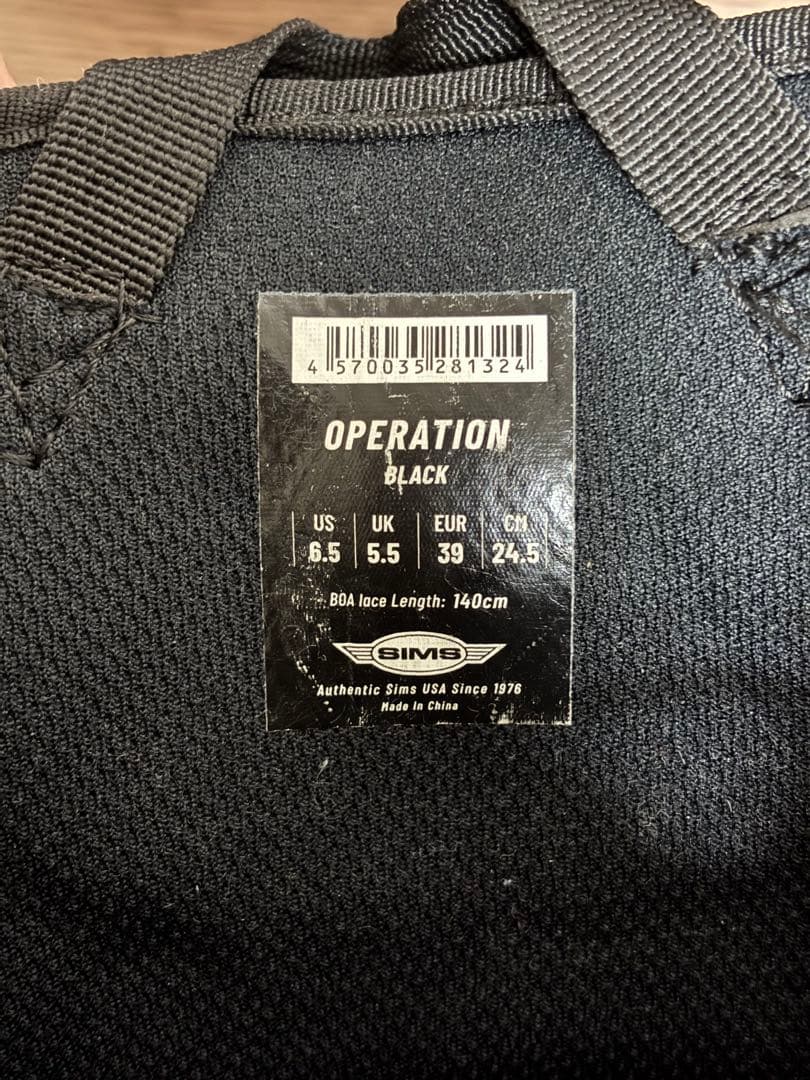 4 570035 281324
OPERATION
BLACK
US UK EUR CM
6.5 5.5 39 24.5
BOA lace Length: 140cm
SIMS
Authentic Sims USA Since 1976
Made In China